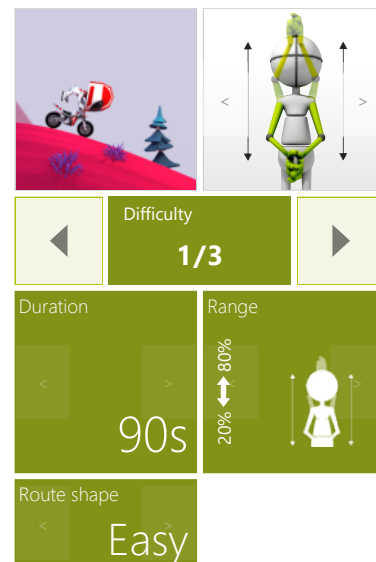 < >
Difficulty
1/3
Duration
< >
90s
Range
20% 80%
< >
Route shape
< >
Easy